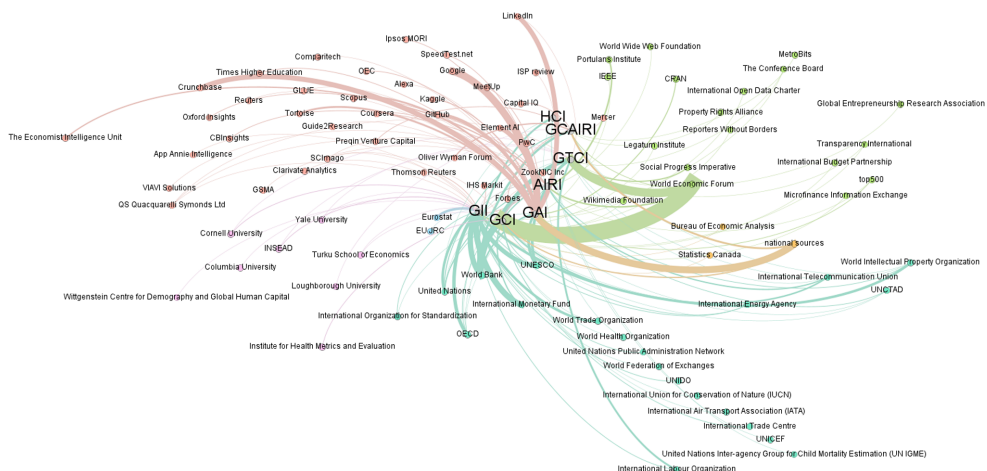 LinkedIn
Ipsos MORI
World Wide Web Foundation
SpeedTest.net
MetroBits
Comparitech
Portulans Institute
The Conference Board
Times Higher Education
OEC
Google
ISP review
IEEE
CRAN
Crunchbase
GLUE
Alexa
MeetUp
International Open Data Charter
Reuters
Scopus
Kaggle
Capital IQ
Global Entrepreneurship Research Association
Oxford Insights
Tortoise
Coursera
GitHub
HCI
Mercer
Property Rights Alliance
Guide2Research
Element AI
GCAIRI
Reporters Without Borders
The Economist Intelligence Unit
CBInsights
Preqin Venture Capital
PwC
Legatum Institute
Transparency International
App Annie Intelligence
SCImago
Oliver Wyman Forum
GTCI
Social Progress Imperative
International Budget Partnership
Clarivate Analytics
Thomson Reuters
ZookNIC Inc
top500
VIAVI Solutions
GSMA
IHS Markit
AIRI
World Economic Forum
Microfinance Information Exchange
QS Quacquarelli Symonds Ltd
Forbes
Wikimedia Foundation
Yale University
GII
GCI
GAI
Eurostat
Bureau of Economic Analysis
Cornell University
EU JRC
national sources
INSEAD
Turku School of Economics
Statistics Canada
Columbia University
UNESCO
World Intellectual Property Organization
World Bank
International Telecommunication Union
Loughborough University
United Nations
UNCTAD
Wittgenstein Centre for Demography and Global Human Capital
International Monetary Fund
International Energy Agency
International Organization for Standardization
World Trade Organization
OECD
World Health Organization
Institute for Health Metrics and Evaluation
United Nations Public Administration Network
World Federation of Exchanges
UNIDO
International Union for Conservation of Nature (IUCN)
International Air Transport Association (IATA)
International Trade Centre
UNICEF
United Nations Inter-agency Group for Child Mortality Estimation (UN IGME)
International Labour Organization